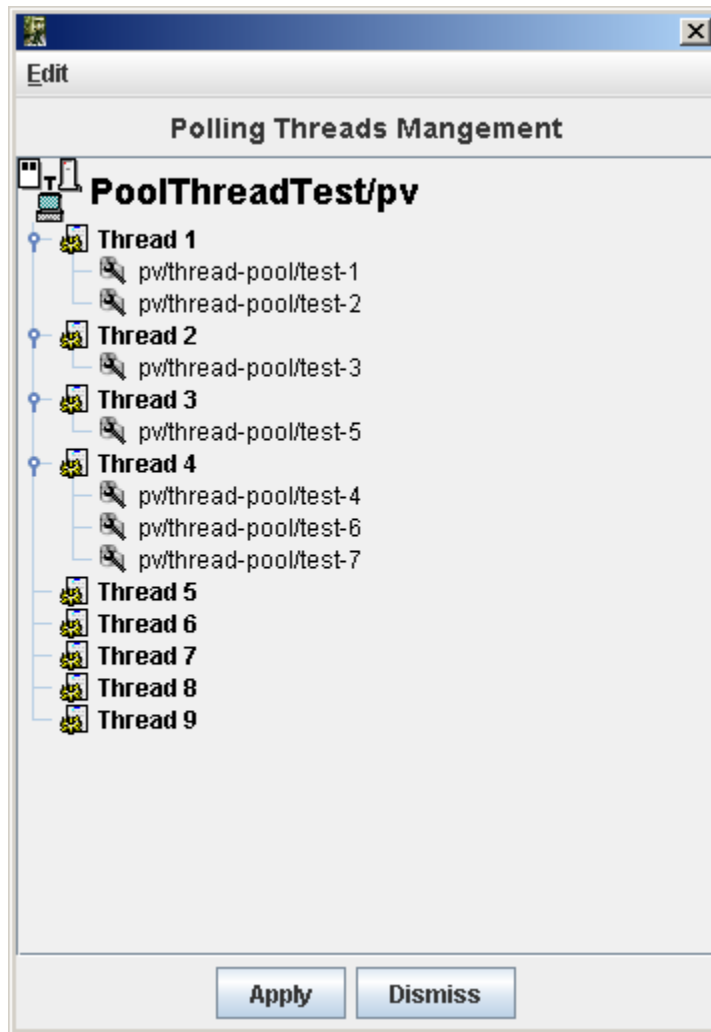 Edit
Polling Threads Mangement
PoolThreadTest/pv
Thread 1
pv/thread-pool/test-1
pv/thread-pool/test-2
Thread 2
pv/thread-pool/test-3
Thread 3
pv/thread-pool/test-5
Thread 4
pv/thread-pool/test-4
pv/thread-pool/test-6
pv/thread-pool/test-7
Thread 5
Thread 6
Thread 7
Thread 8
Thread 9
Apply Dismiss